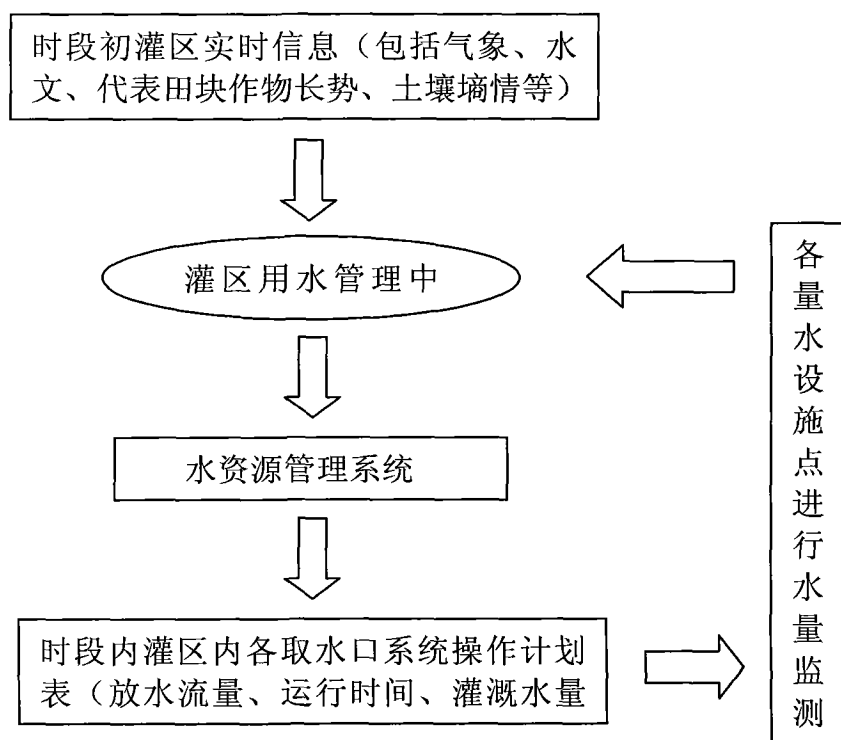 时段初灌区实时信息（包括气象、水
文、代表田块作物长势、土壤墒情等）
灌区用水管理中
水资源管理系统
时段内灌区内各取水口系统操作计划
表（放水流量、运行时间、灌溉水量
各量水设施点进行水量监测